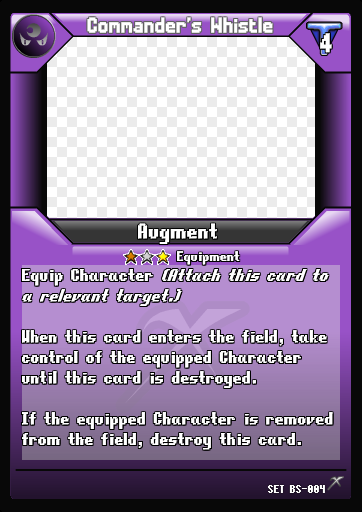 Commander's Whistle
4
Augment
Equipment
Equip Character (Attach this card to
a relevant target.)
When this card enters the field, take
control of the equipped Character
until this card is destroyed.
If the equipped Character is removed
from the field, destroy this card.
SET BS-004